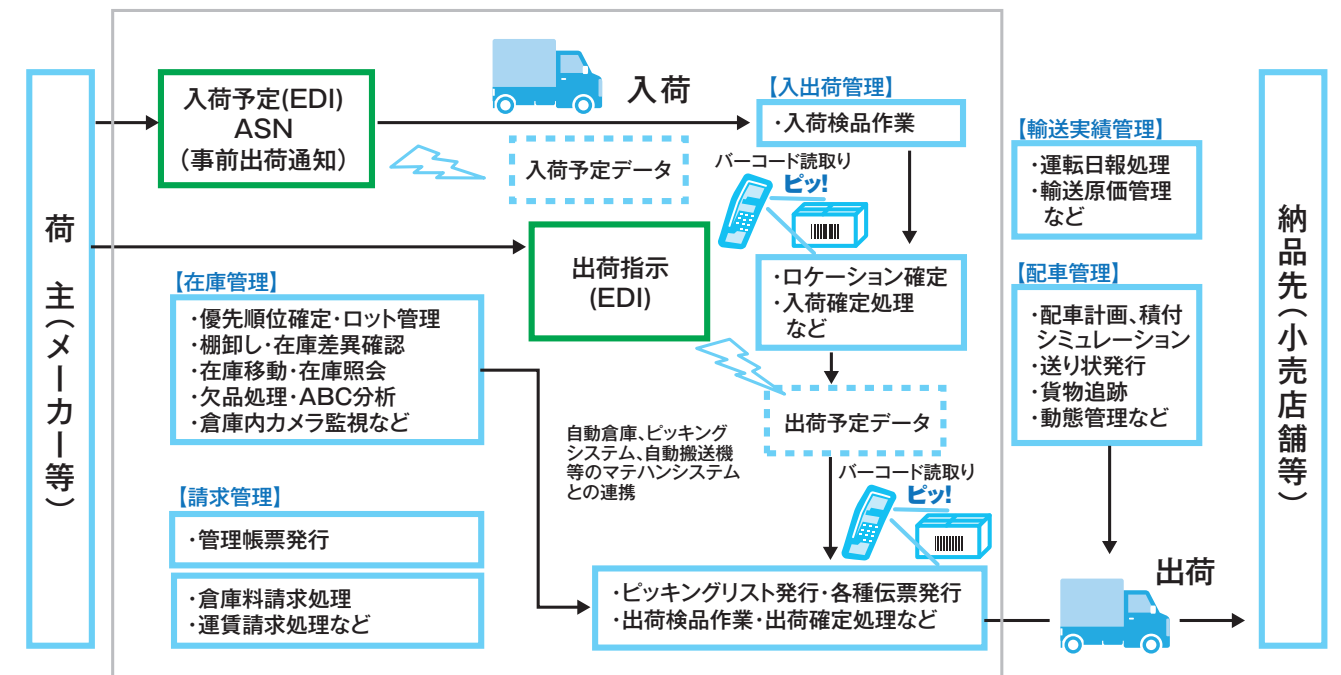 荷 主（メーカー等）
入荷予定(EDI)
ASN
（事前出荷通知）
入荷
入荷予定データ
【入出荷管理】
・入荷検品作業
バーコード読取り
ピッ!
・ロケーション確定
・入荷確定処理
など
出荷指示
(EDI)
【在庫管理】
・優先順位確定・ロット管理
・棚卸し・在庫差異確認
・在庫移動・在庫照会
・欠品処理・ABC分析
・倉庫内カメラ監視など
出荷予定データ
自動倉庫、ピッキング
システム、自動搬送機
等のマテハンシステム
との連携
バーコード読取り
ピッ!
【請求管理】
・管理帳票発行
・倉庫料請求処理
・運賃請求処理など
・ピッキングリスト発行・各種伝票発行
・出荷検品作業・出荷確定処理など
【輸送実績管理】
・運転日報処理
・輸送原価管理
など
【配車管理】
・配車計画、積付
シミュレーション
・送り状発行
・貨物追跡
・動態管理など
出荷
納品先（小売店舗等）